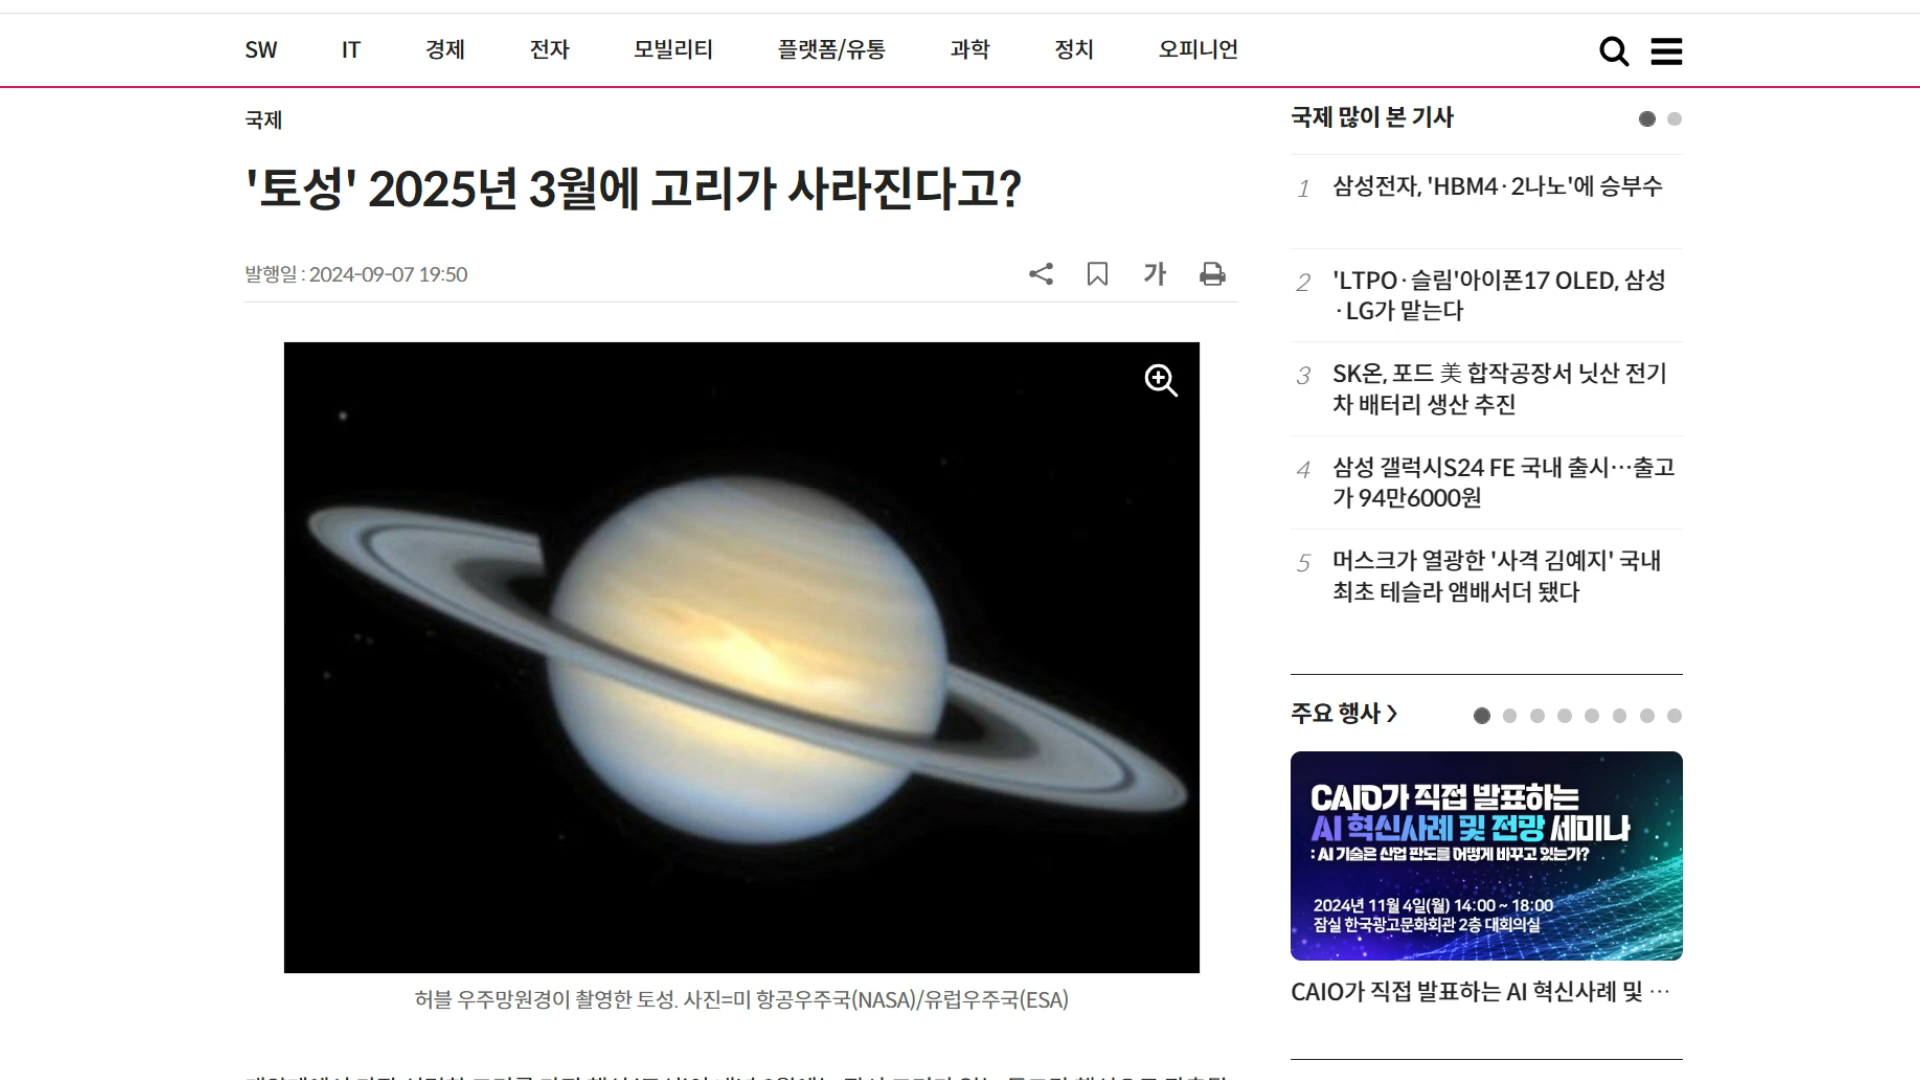 SW IT 경제 전자 모빌리티 플랫폼/유통 과학 정치 오피니언
국제
'토성' 2025년 3월에 고리가 사라진다고?
발행일 : 2024-09-07 19:50
가
허블 우주망원경이 촬영한 토성. 사진=미 항공우주국(NASA)/유럽우주국(ESA)
국제 많이 본 기사
1 삼성전자, 'HBM4·2나노'에 승부수
2 'LTPO·슬림'아이폰17 OLED, 삼성
·LG가 맡는다
3 SK온, 포드 美 합작공장서 닛산 전기
차 배터리 생산 추진
4 삼성 갤럭시S24 FE 국내 출시…출고
가 94만6000원
5 머스크가 열광한 '사격 김예지' 국내
최초 테슬라 앰배서더 됐다
주요 행사
CAIO가 직접 발표하는
AI 혁신사례 및 전망 세미나
: AI 기술은 산업 판도를 어떻게 바꾸고 있는가?
2024년 11월 4일(월) 14:00 ~ 18:00
잠실 한국광고문화회관 2층 대회의실
CAIO가 직접 발표하는 AI 혁신사례 및 …